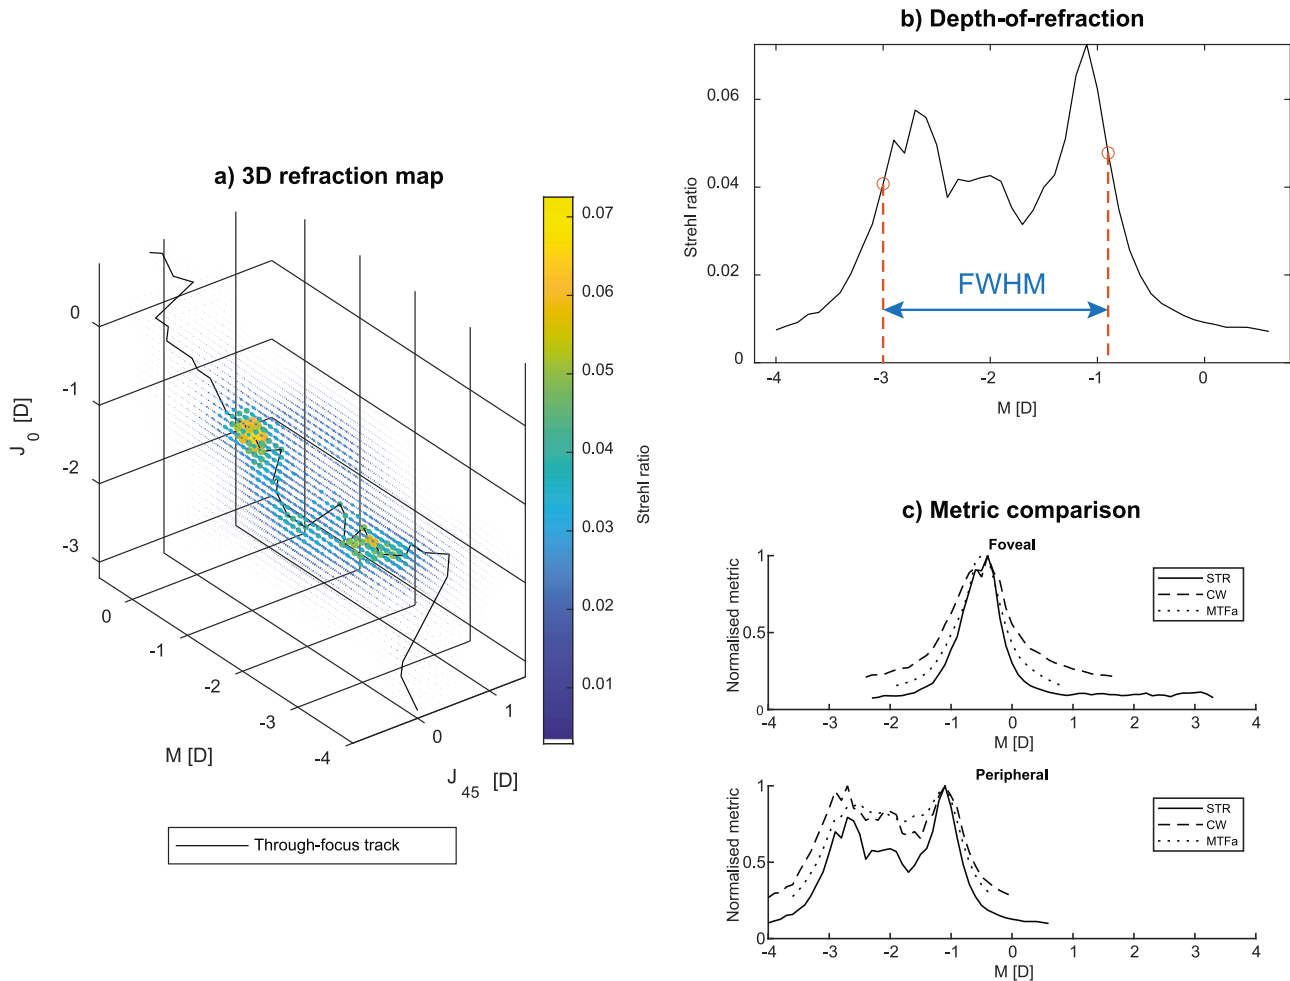 a) 3D refraction map
0
-1
-2
-3
J0 [D]
0
-1
-2
-3
-4
M [D]
0
1
J45 [D]
0.07
0.06
0.05
0.04
0.03
0.02
0.01
Strehl ratio
Through-focus track
b) Depth-of-refraction
0.06
0.04
0.02
0
Strehl ratio
FWHM
-4 -3 -2 -1 0
M [D]
c) Metric comparison
Foveal
1
0.5
0
Normalised metric
STR
CW
MTFa
-4 -3 -2 -1 0 1 2 3 4
M [D]
Peripheral
1
0.5
0
Normalised metric
STR
CW
MTFa
-4 -3 -2 -1 0 1 2 3 4
M [D]